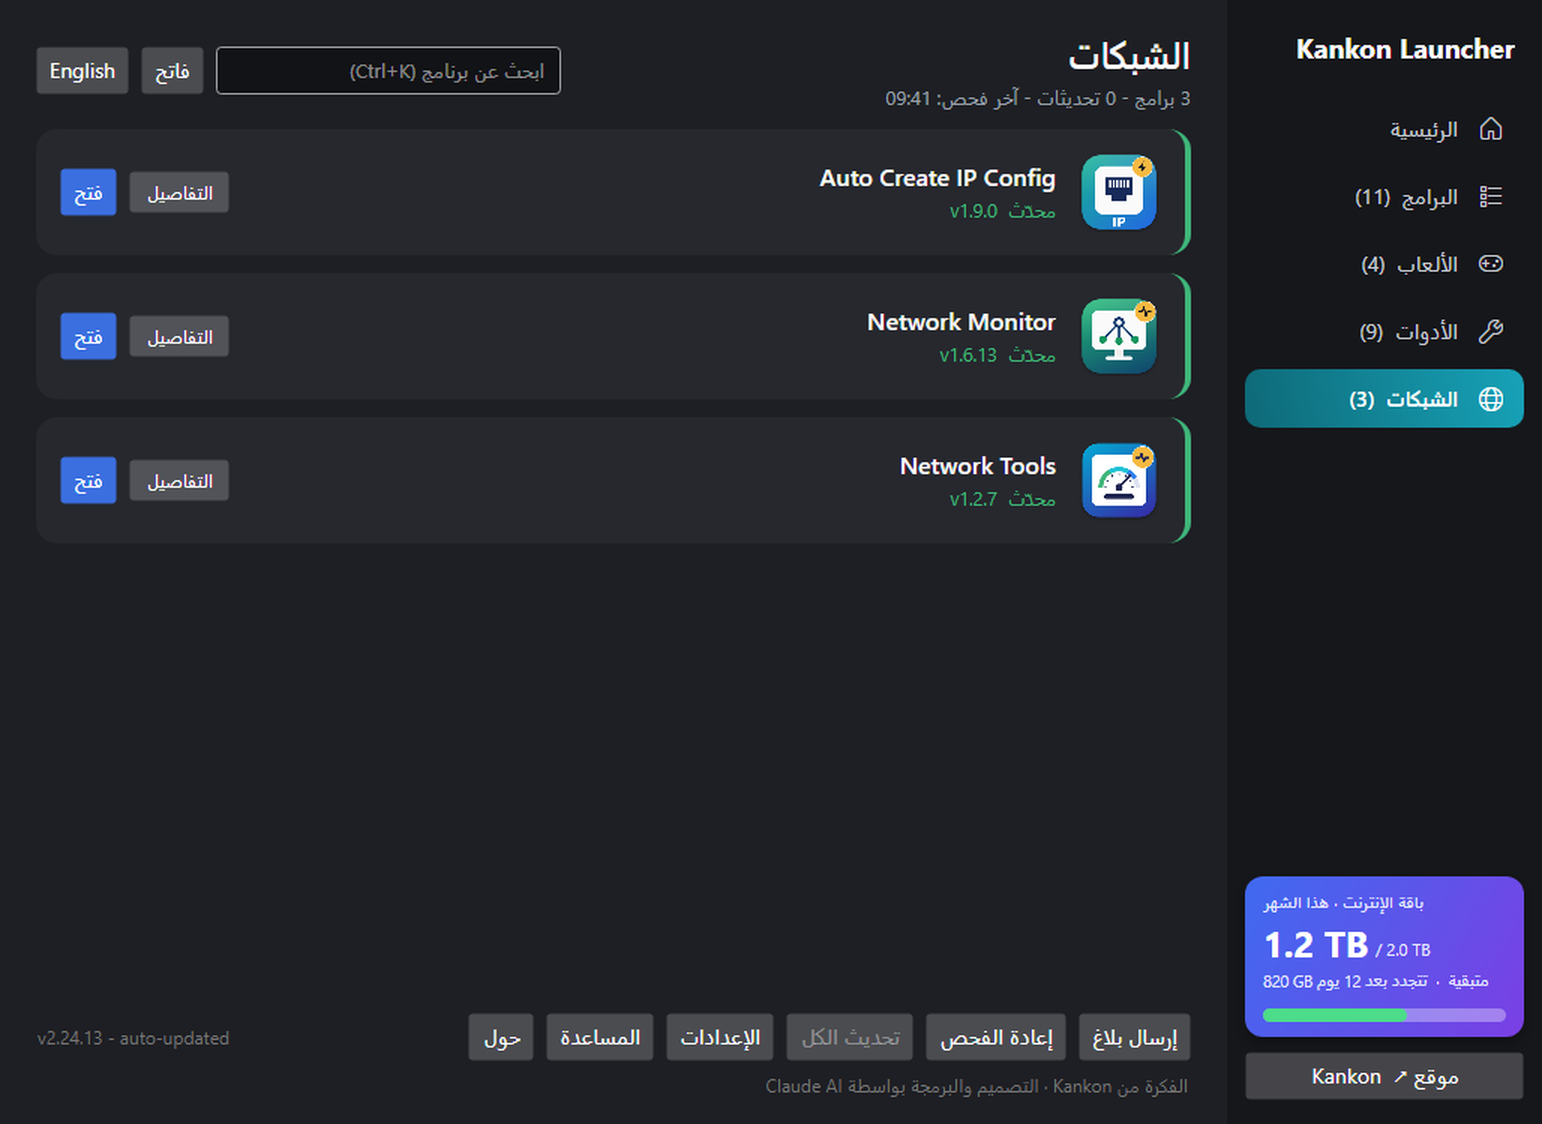 Kankon Launcher
الرئيسية
البرامج (11)
الألعاب (4)
الأدوات (9)
الشبكات (3)
باقة الإنترنت · هذا الشهر
1.2 TB / 2.0 TB
820 GB متبقية · تتجدد بعد 12 يوم
موقع Kankon ↗
الشبكات
3 برامج - 0 تحديثات - آخر فحص: 09:41
ابحث عن برنامج (Ctrl+K)
فاتح
English
Auto Create IP Config
محدّث v1.9.0
IP
التفاصيل
فتح
Network Monitor
محدّث v1.6.13
التفاصيل
فتح
Network Tools
محدّث v1.2.7
التفاصيل
فتح
إرسال بلاغ
إعادة الفحص
تحديث الكل
الإعدادات
المساعدة
حول
v2.24.13 - auto-updated
الفكرة من Kankon · التصميم والبرمجة بواسطة Claude AI